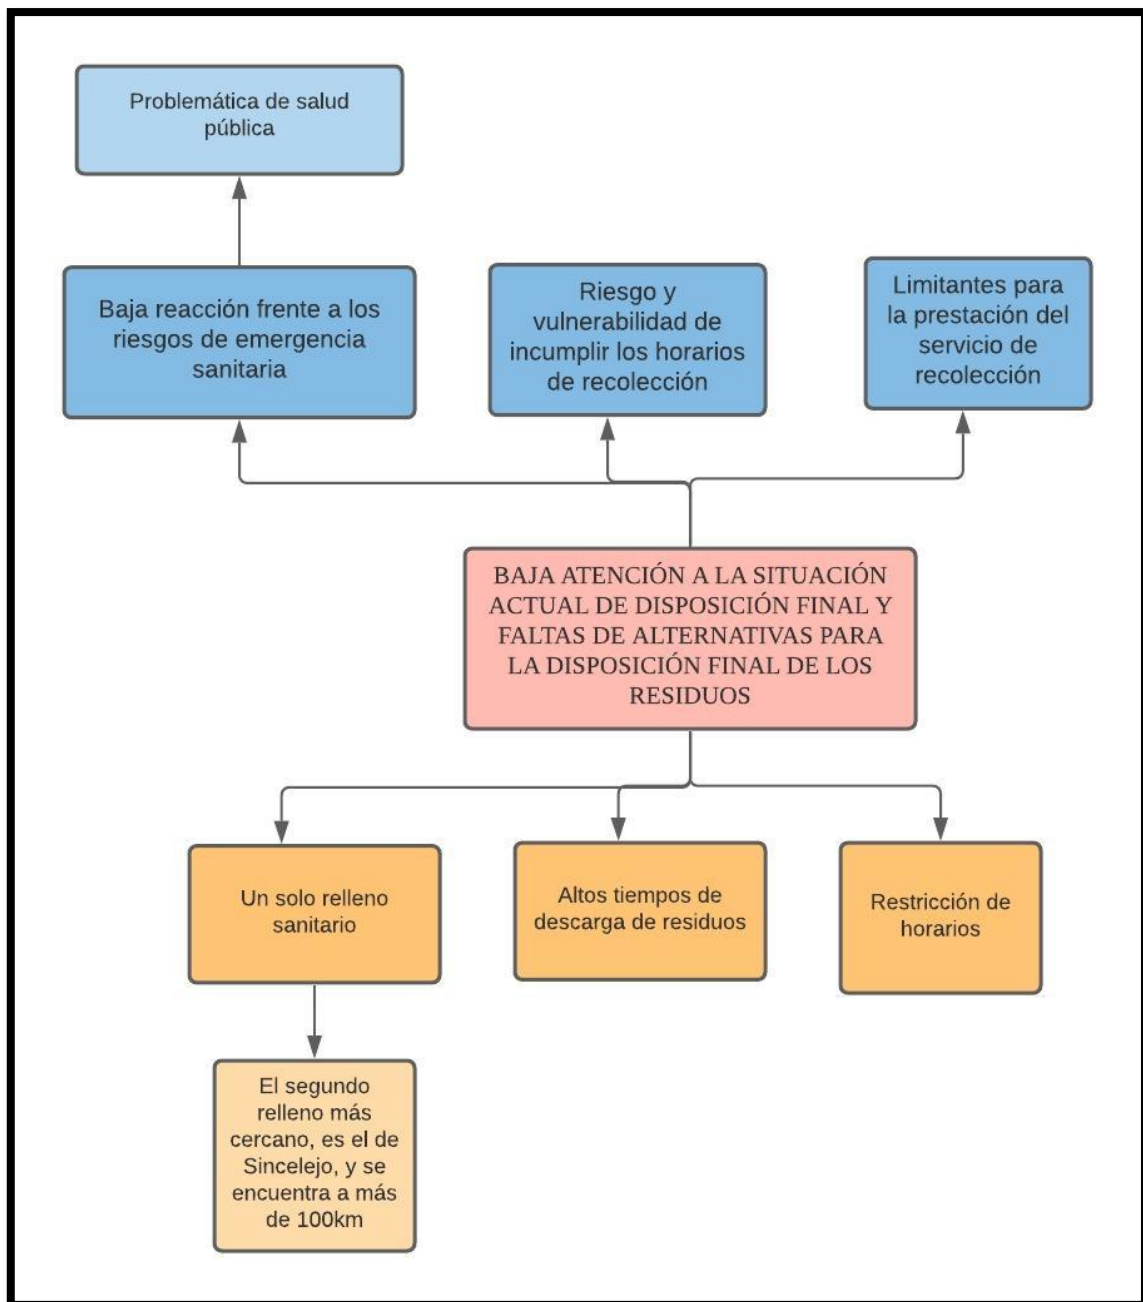 Problemática de salud
pública
Baja reacción frente a los
riesgos de emergencia
sanitaria
Riesgo y
vulnerabilidad de
incumplir los horarios
de recolección
Limitantes para
la prestación del
servicio de
recolección
BAJA ATENCIÓN A LA SITUACIÓN
ACTUAL DE DISPOSICIÓN FINAL Y
FALTAS DE ALTERNATIVAS PARA
LA DISPOSICIÓN FINAL DE LOS
RESIDUOS
Un solo relleno
sanitario
Altos tiempos de
descarga de residuos
Restricción de
horarios
El segundo
relleno más
cercano, es el de
Sincelejo, y se
encuentra a más
de 100km